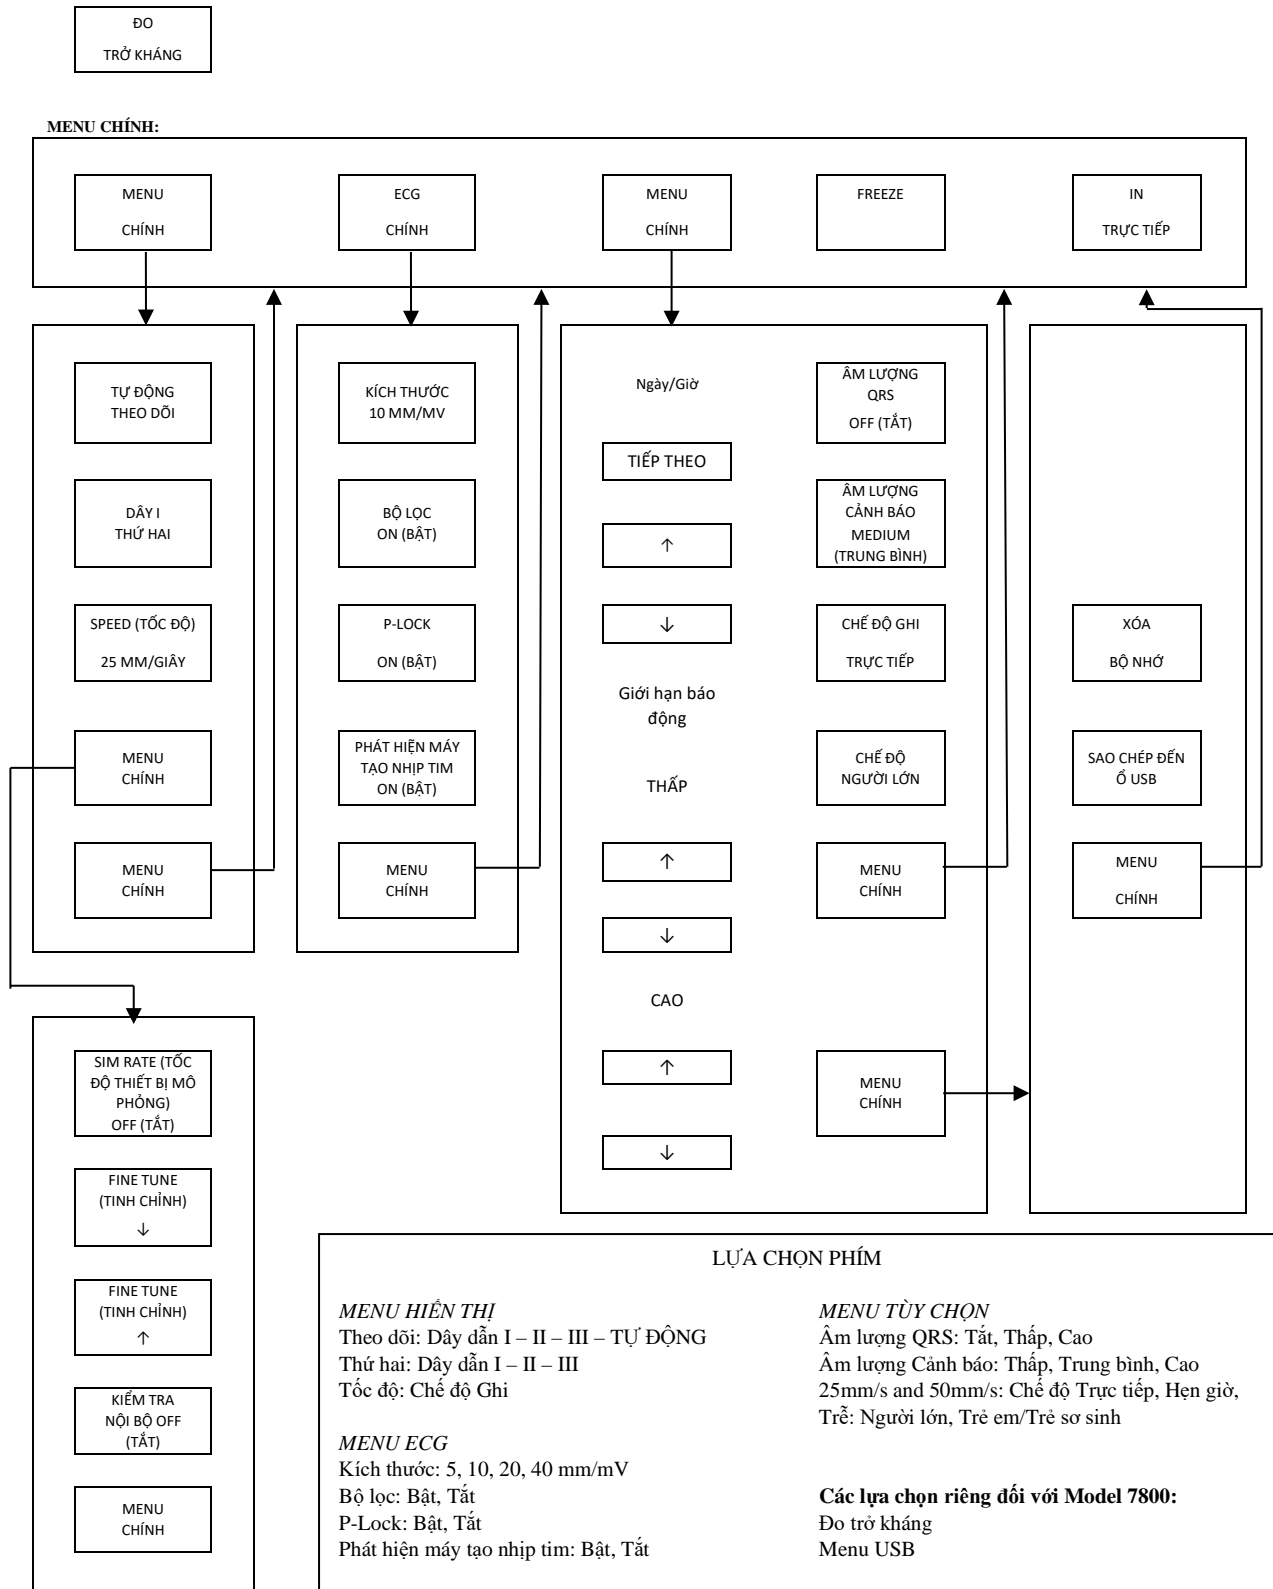 ĐO
TRỞ KHÁNG
MENU CHÍNH:
MENU
CHÍNH
ECG
CHÍNH
MENU
CHÍNH
FREEZE
IN
TRỰC TIẾP
TỰ ĐỘNG
THEO DÕI
DÂY I
THỨ HAI
SPEED (TỐC ĐỘ)
25 MM/GIÂY
MENU
CHÍNH
MENU
CHÍNH
KÍCH THƯỚC
10 MM/MV
BỘ LỌC
ON (BẬT)
P-LOCK
ON (BẬT)
PHÁT HIỆN MÁY
TẠO NHỊP TIM
ON (BẬT)
MENU
CHÍNH
Ngày/Giờ
TIẾP THEO
↑
↓
Giới hạn báo
động
THẤP
↑
↓
CAO
↑
↓
ÂM LƯỢNG
QRS
OFF (TẮT)
ÂM LƯỢNG
CẢNH BÁO
MEDIUM
(TRUNG BÌNH)
CHẾ ĐỘ GHI
TRỰC TIẾP
CHẾ ĐỘ
NGƯỜI LỚN
MENU
CHÍNH
MENU
CHÍNH
XÓA
BỘ NHỚ
SAO CHÉP ĐẾN
Ổ USB
MENU
CHÍNH
SIM RATE (TỐC
ĐỘ THIẾT BỊ MÔ
PHỎNG)
OFF (TẮT)
FINE TUNE
(TINH CHỈNH)
↓
FINE TUNE
(TINH CHỈNH)
↑
KIỂM TRA
NỘI BỘ OFF
(TẮT)
MENU
CHÍNH
LỰA CHỌN PHÍM
MENU HIỂN THỊ
Theo dõi: Dây dẫn I – II – III – TỰ ĐỘNG
Thứ hai: Dây dẫn I – II – III
Tốc độ: Chế độ Ghi
MENU ECG
Kích thước: 5, 10, 20, 40 mm/mV
Bộ lọc: Bật, Tắt
P-Lock: Bật, Tắt
Phát hiện máy tạo nhịp tim: Bật, Tắt
MENU TÙY CHỌN
Âm lượng QRS: Tắt, Thấp, Cao
Âm lượng Cảnh báo: Thấp, Trung bình, Cao
25mm/s and 50mm/s: Chế độ Trực tiếp, Hẹn giờ,
Trễ: Người lớn, Trẻ em/Trẻ sơ sinh
Các lựa chọn riêng đối với Model 7800:
Đo trở kháng
Menu USB